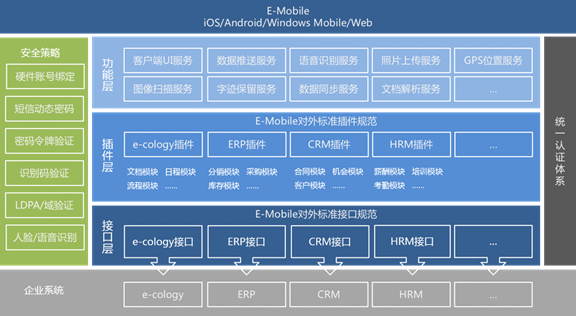 E-Mobile
iOS/Android/Windows Mobile/Web
安全策略
硬件账号绑定
短信动态密码
密码令牌验证
识别码验证
LDPA/域验证
人脸/语音识别
功能层
客户端UI服务
数据推送服务
语音识别服务
照片上传服务
GPS位置服务
图像扫描服务
字迹保留服务
数据同步服务
文档解析服务
...
插件层
E-Mobile对外标准插件规范
e-cology插件
ERP插件
CRM插件
HRM插件
...
文档模块 日程模块
流程模块 ......
分销模块 采购模块
库存模块 ......
合同模块 机会模块
客户模块 ......
薪酬模块 培训模块
考勤模块 ......
接口层
E-Mobile对外标准接口规范
e-cology接口
ERP接口
CRM接口
HRM接口
...
统一认证体系
企业系统
e-cology
ERP
CRM
HRM
...